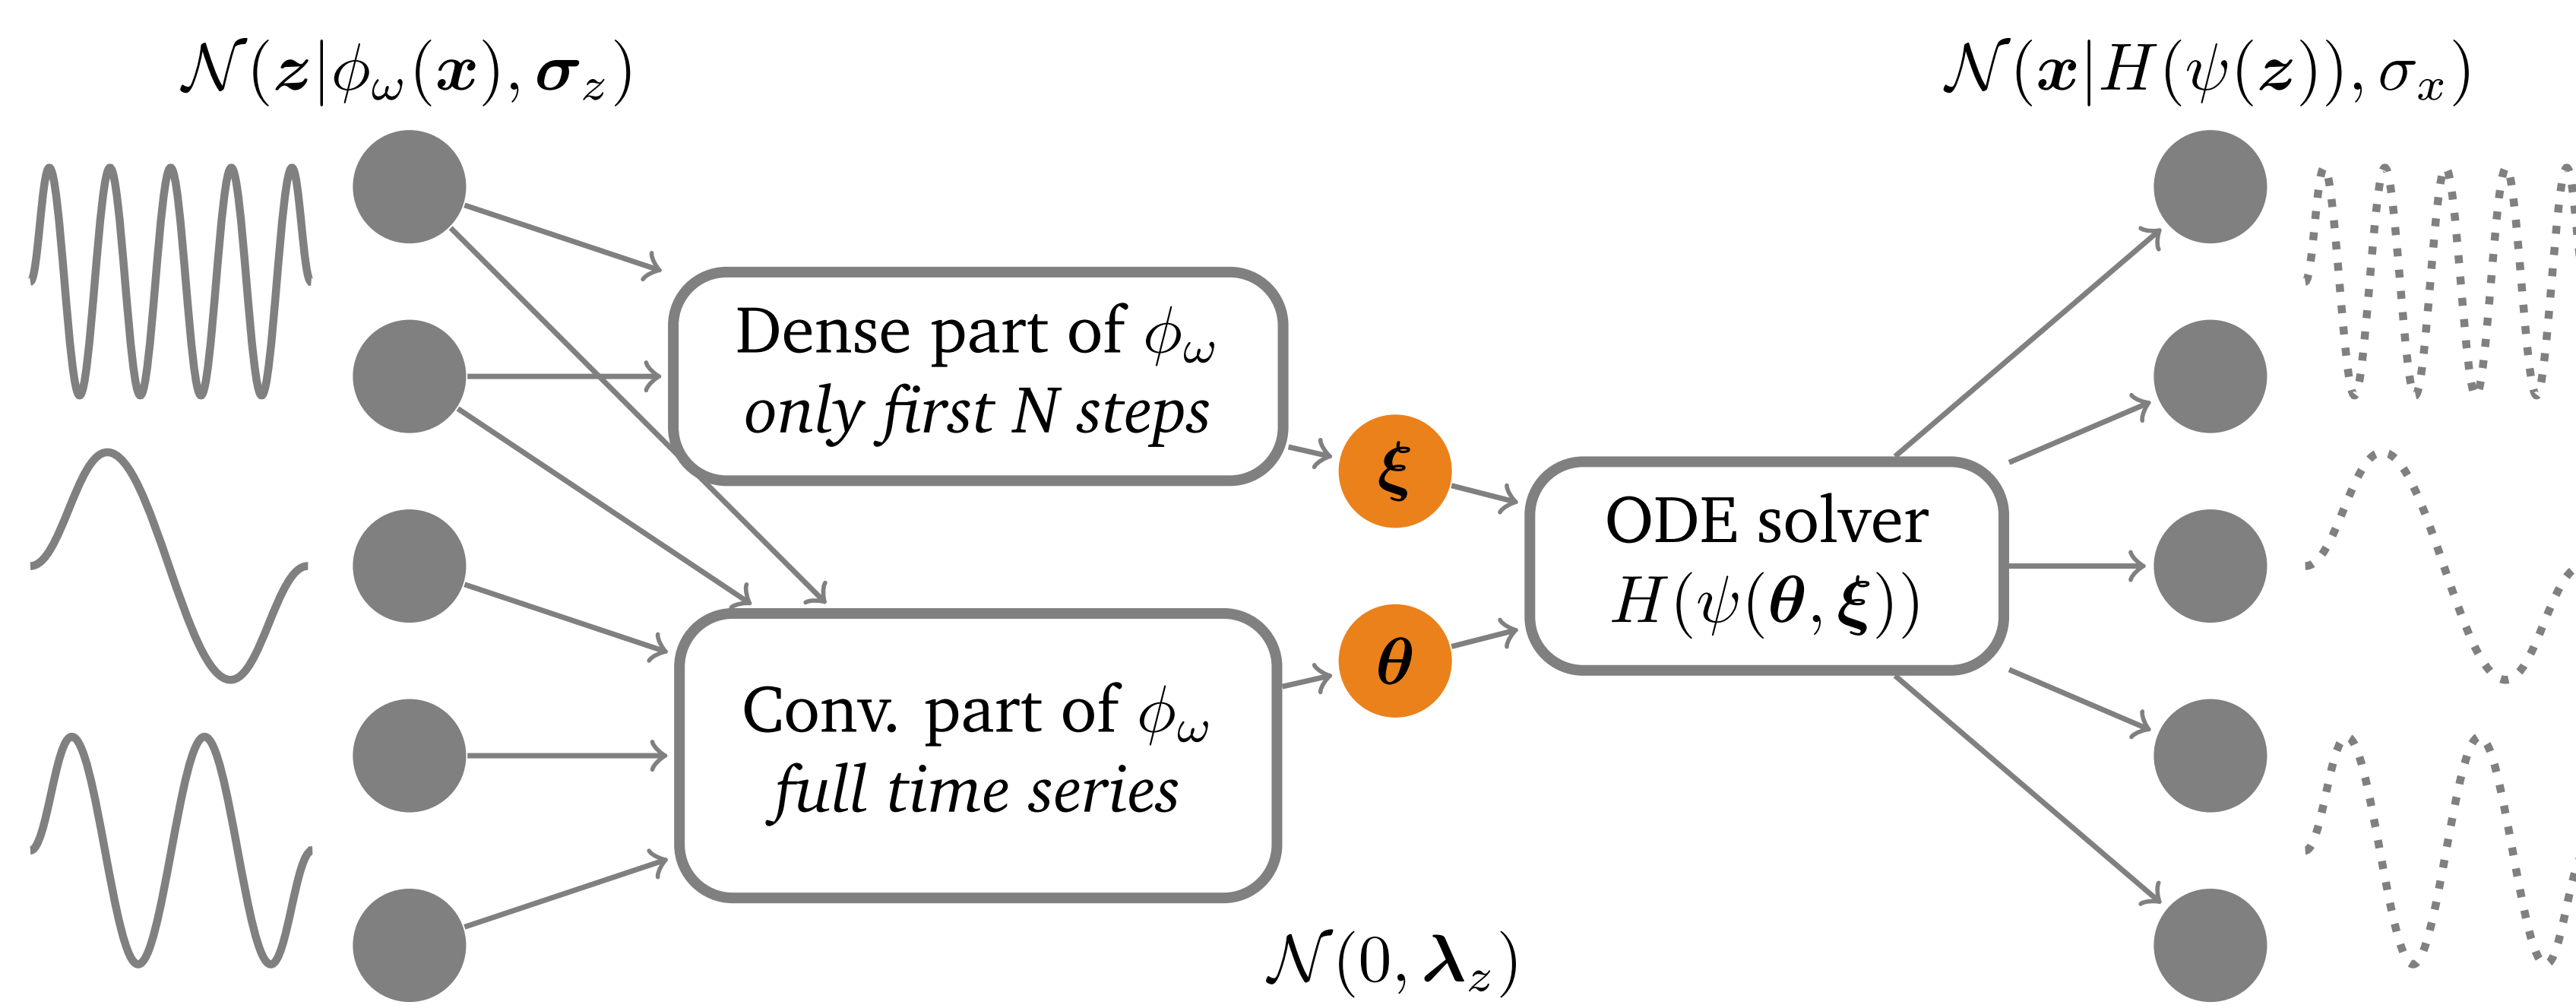 𝒩(𝒛|ϕ_ω(𝒙), 𝝈_z)
𝒩(𝒙|H(ψ(𝒛)), σ_x)
Dense part of ϕ_ω
only first N steps
ξ
ODE solver
H(ψ(𝜽, 𝝃))
θ
Conv. part of ϕ_ω
full time series
𝒩(0, 𝝀_z)